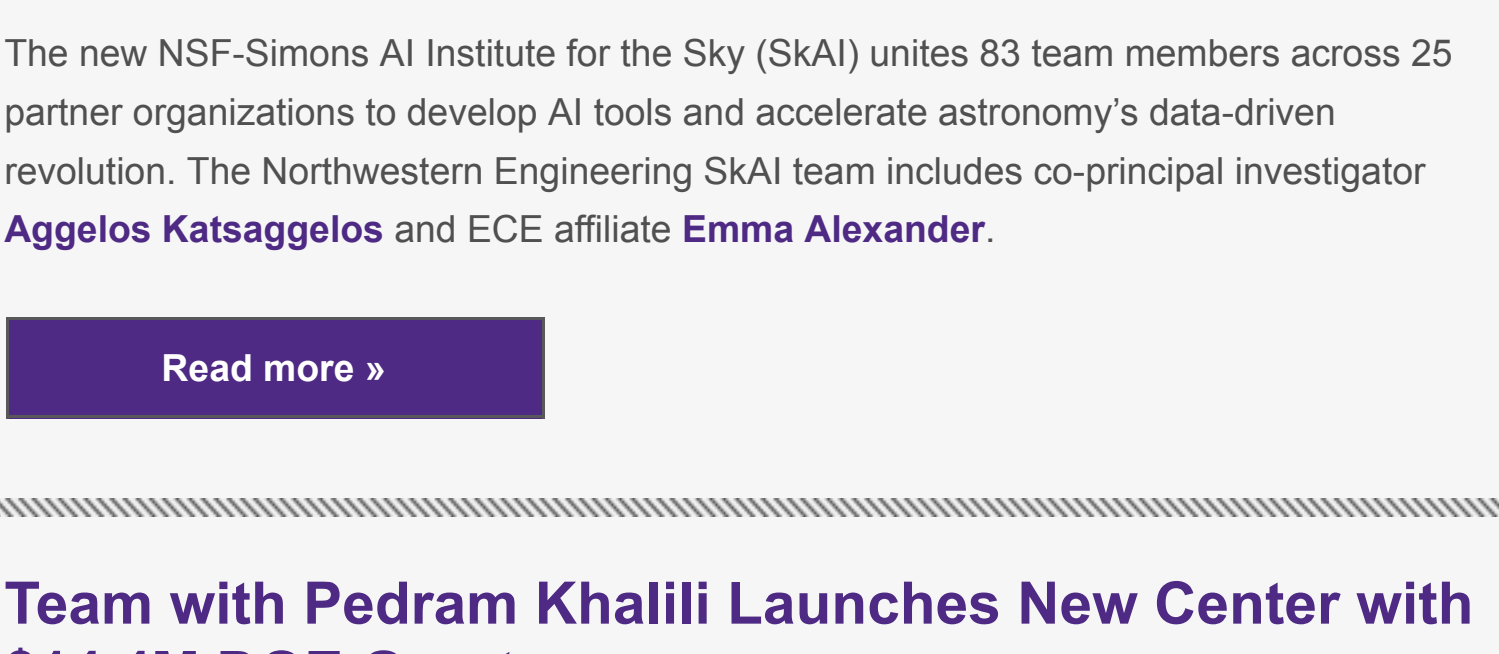 The new NSF-Simons AI Institute for the Sky (SkAI) unites 83 team members across 25
partner organizations to develop AI tools and accelerate astronomy’s data-driven
revolution. The Northwestern Engineering SkAI team includes co-principal investigator
Aggelos Katsaggelos and ECE affiliate Emma Alexander.
Read more »
Team with Pedram Khalili Launches New Center with